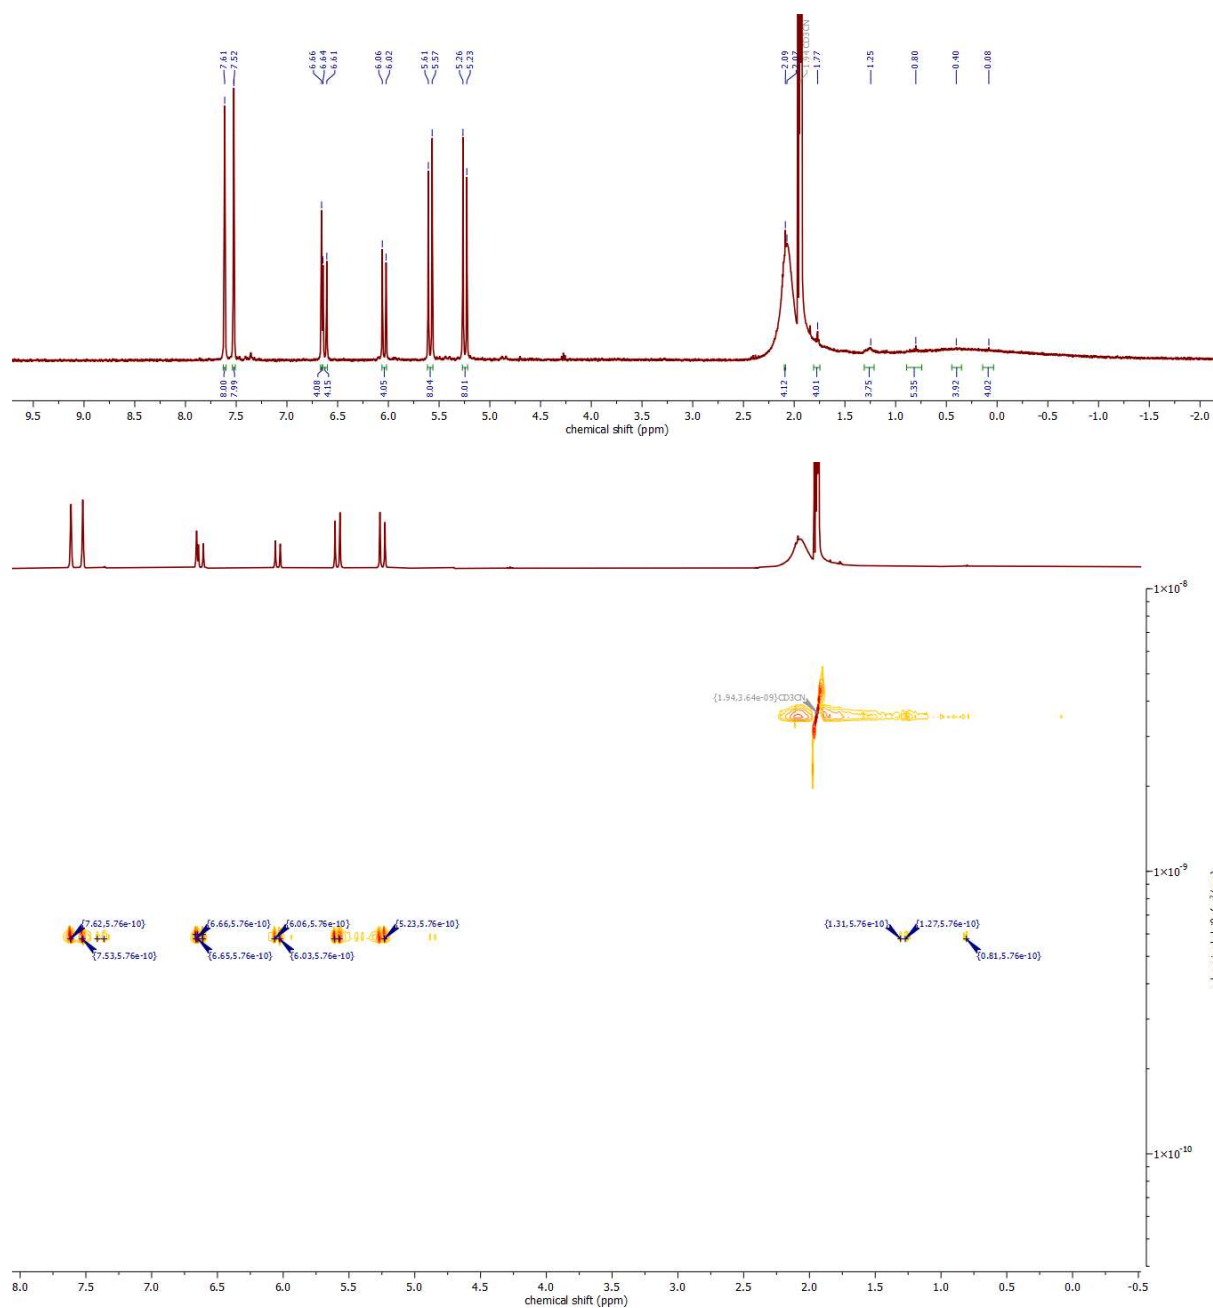 7.61 7.52 6.66 6.64 6.61 6.06 6.02 5.61 5.57 5.26 5.23 2.09 2.07 1.94 CD3CN 1.77 1.25 0.80 0.40 0.08
8.00 7.99 4.08 4.15 4.05 8.04 8.01 4.12 4.01 3.75 5.35 3.92 4.02
9.5 9.0 8.5 8.0 7.5 7.0 6.5 6.0 5.5 5.0 4.5 4.0 3.5 3.0 2.5 2.0 1.5 1.0 0.5 0.0 -0.5 -1.0 -1.5 -2.0
chemical shift (ppm)
1×10-8
{1.94,3.64e-09}CD3CN
1×10-9
{7.62,5.76e-10} {6.66,5.76e-10} {6.06,5.76e-10} {5.23,5.76e-10} {1.31,5.76e-10} {1.27,5.76e-10}
{7.53,5.76e-10} {6.65,5.76e-10} {6.03,5.76e-10} {0.81,5.76e-10}
1×10-10
8.0 7.5 7.0 6.5 6.0 5.5 5.0 4.5 4.0 3.5 3.0 2.5 2.0 1.5 1.0 0.5 0.0 -0.5
chemical shift (ppm)